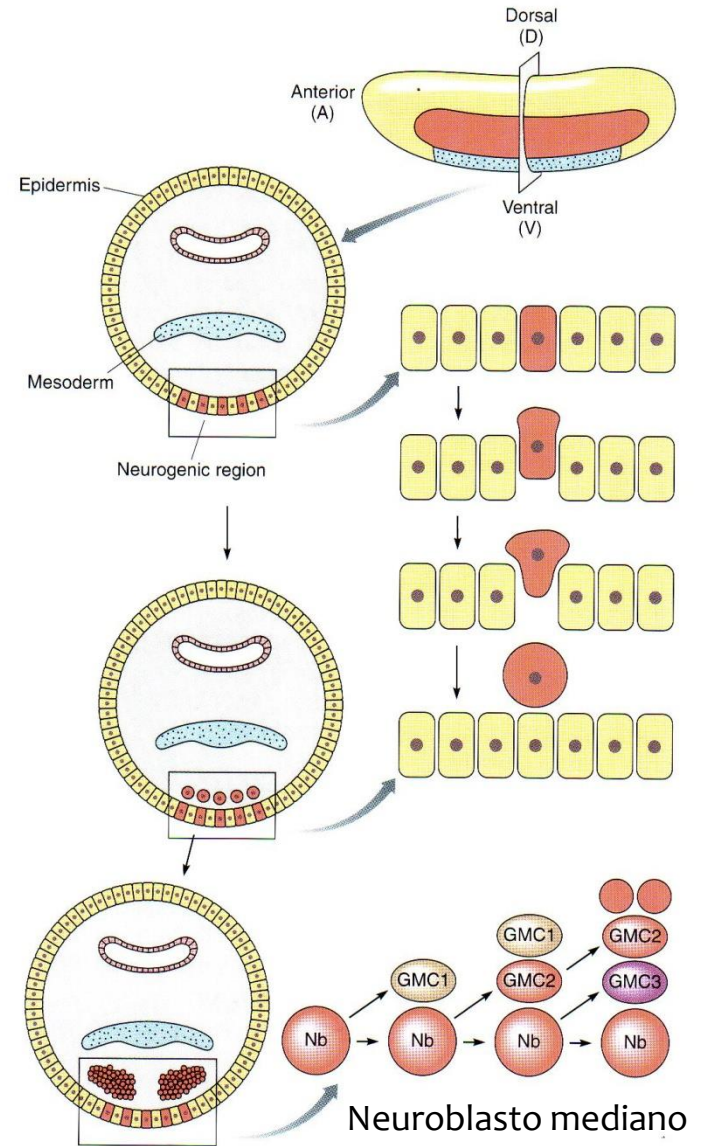 Dorsal
(D)
Anterior
(A)
Epidermis
Ventral
(V)
Mesoderm
Neurogenic region
GMC1
GMC2
GMC1
GMC2
GMC3
Nb
Nb
Nb
Nb
Neuroblasto mediano